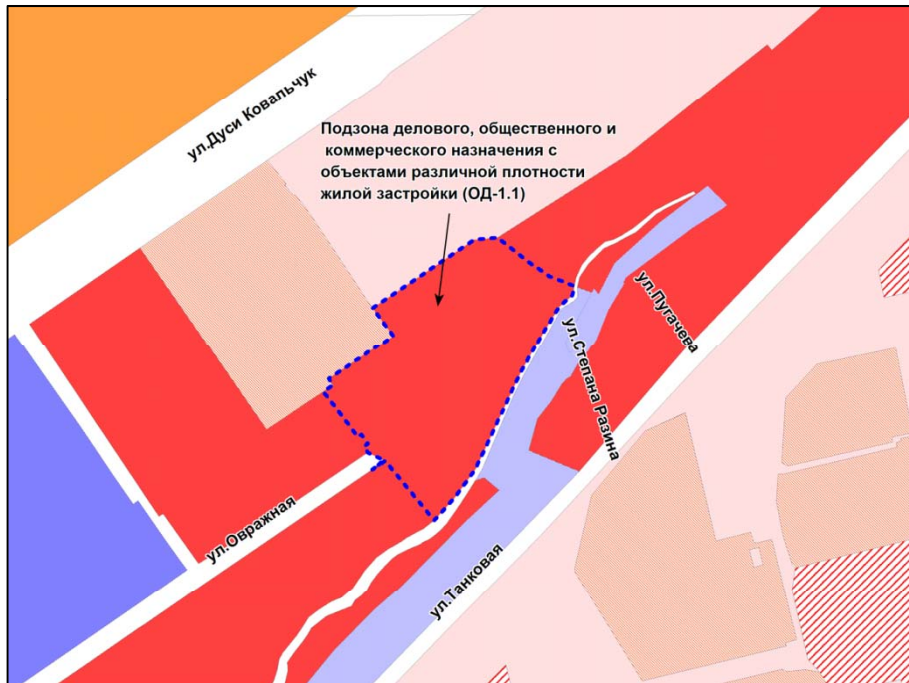 ул.Дуси Ковальчук
Подзона делового, общественного и
коммерческого назначения с
объектами различной плотности
жилой застройки (ОД-1.1)
ул.Пугачева
ул.Степана Разина
ул.Овражная
ул.Танковая